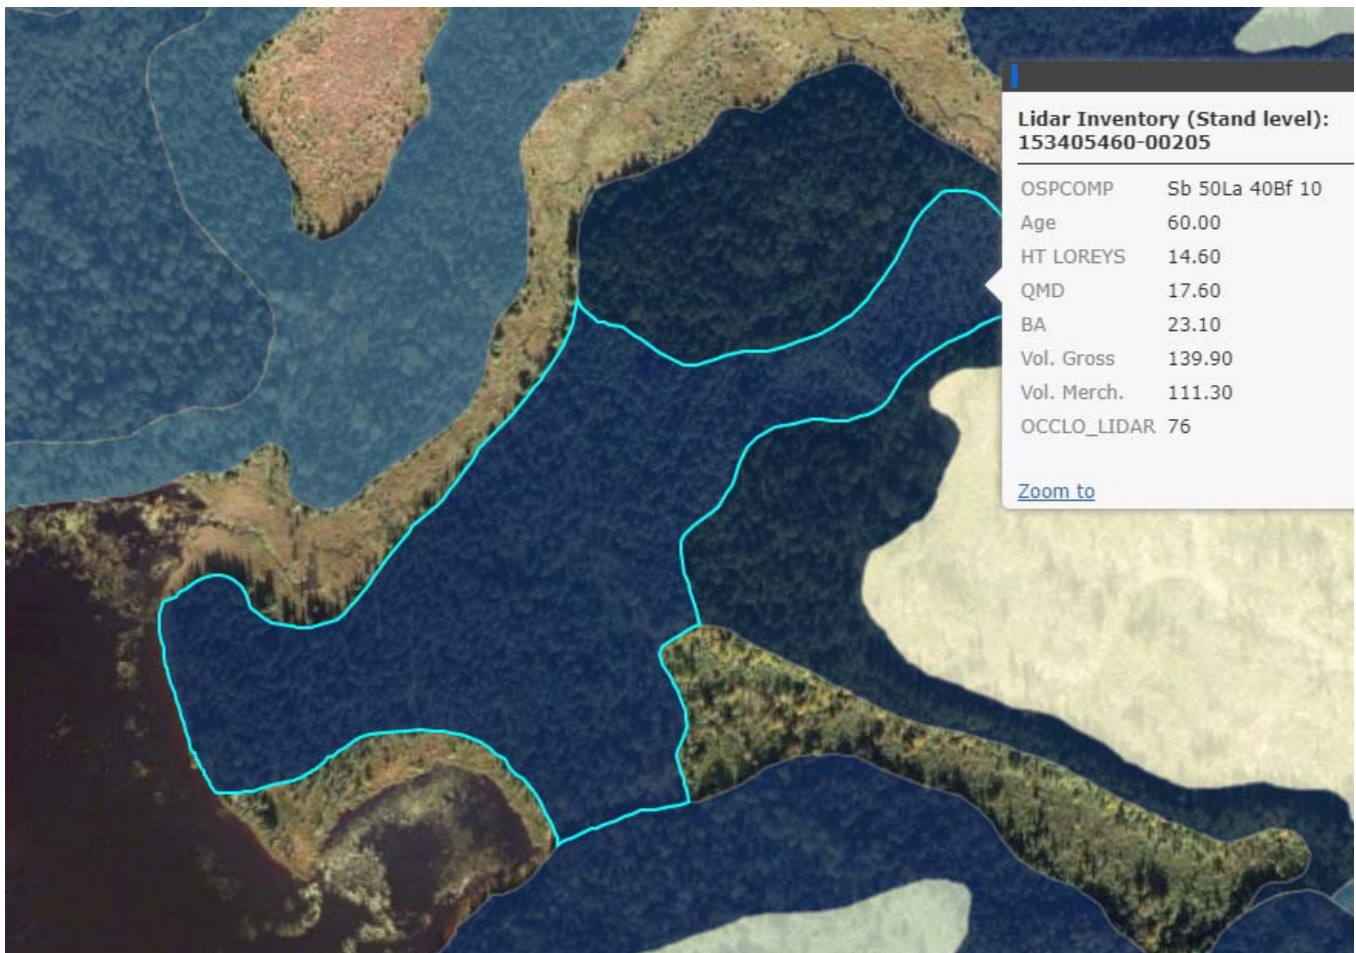 Lidar Inventory (Stand level):
153405460-00205
OSPCOMP Sb 50La 40Bf 10
Age 60.00
HT LOREYS 14.60
QMD 17.60
BA 23.10
Vol. Gross 139.90
Vol. Merch. 111.30
OCCLO_LIDAR 76
Zoom to